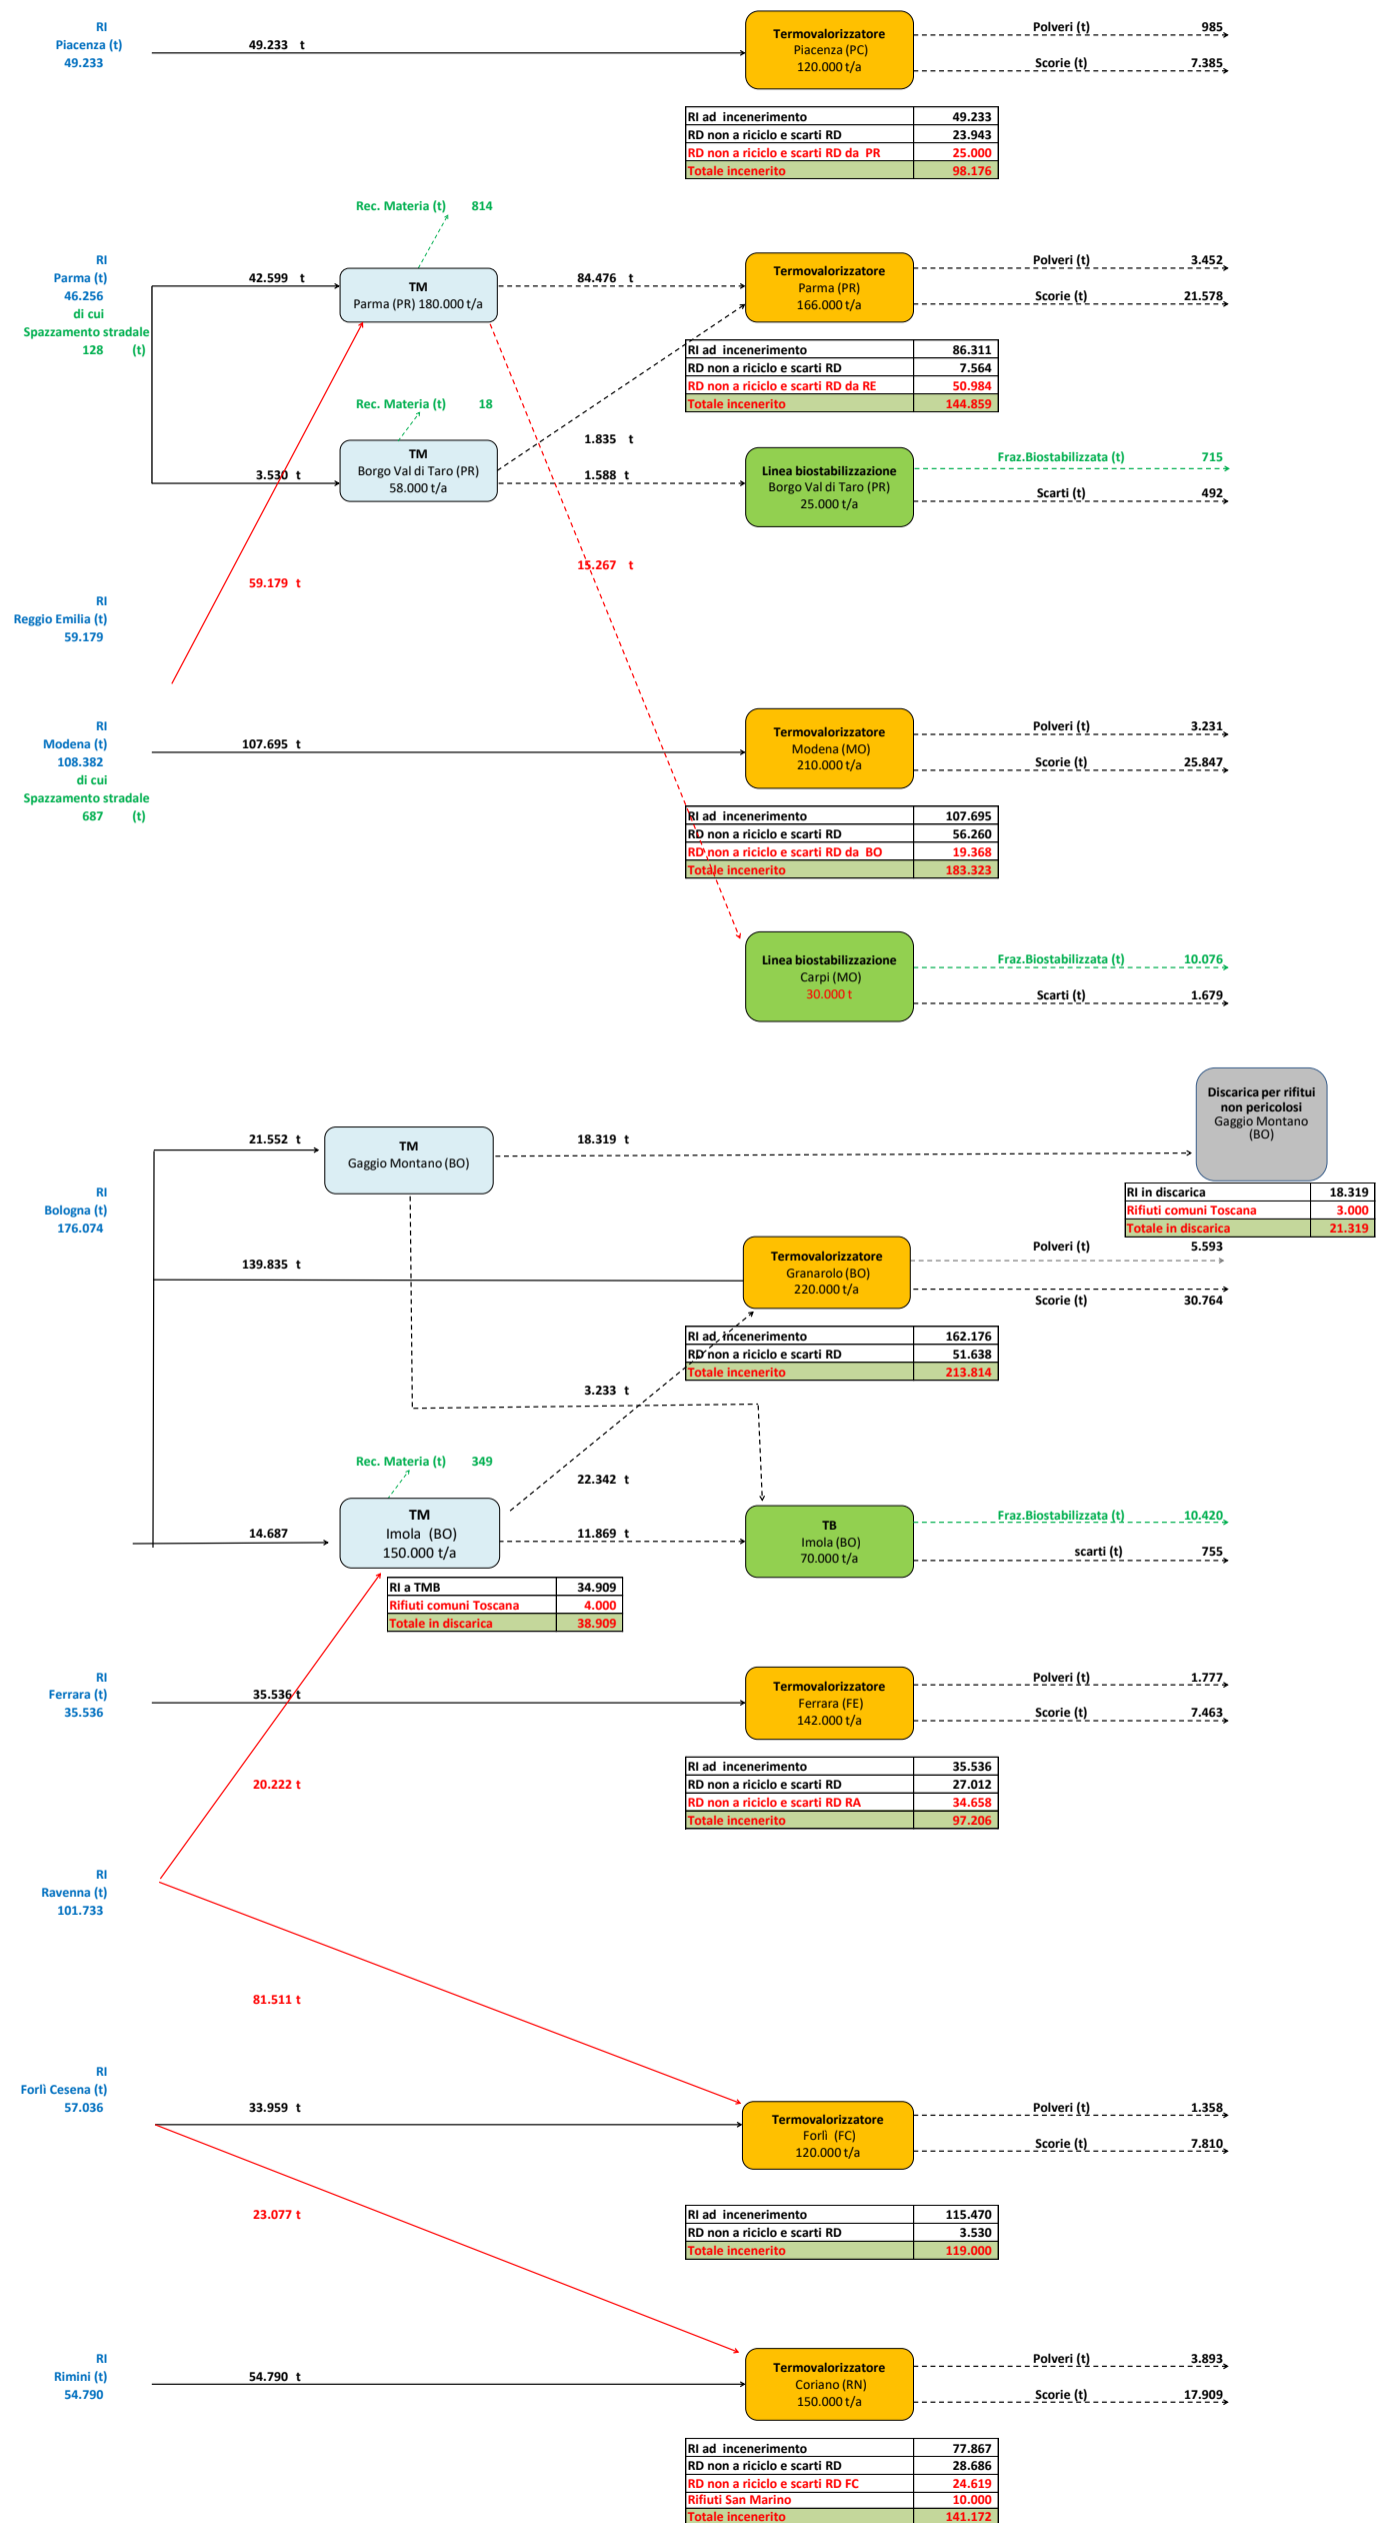 RI
Piacenza (t)
49.233
49.233 t
Termovalorizzatore
Piacenza (PC)
120.000 t/a
Polveri (t) 985
Scorie (t) 7.385
RI ad incenerimento 49.233
RD non a riciclo e scarti RD 23.943
RD non a riciclo e scarti RD da PR 25.000
Totale incenerito 98.176
Rec. Materia (t) 814
RI
Parma (t)
46.256
di cui
Spazzamento stradale
128 (t)
42.599 t
TM
Parma (PR) 180.000 t/a
84.476 t
Termovalorizzatore
Parma (PR)
166.000 t/a
Polveri (t) 3.452
Scorie (t) 21.578
RI ad incenerimento 86.311
RD non a riciclo e scarti RD 7.564
RD non a riciclo e scarti RD da RE 50.984
Totale incenerito 144.859
Rec. Materia (t) 18
3.530 t
TM
Borgo Val di Taro (PR)
58.000 t/a
1.835 t
1.588 t
Linea biostabilizzazione
Borgo Val di Taro (PR)
25.000 t/a
Fraz.Biostabilizzata (t) 715
Scarti (t) 492
15.267 t
59.179 t
RI
Reggio Emilia (t)
59.179
RI
Modena (t)
108.382
di cui
Spazzamento stradale
687 (t)
107.695 t
Termovalorizzatore
Modena (MO)
210.000 t/a
Polveri (t) 3.231
Scorie (t) 25.847
RI ad incenerimento 107.695
RD non a riciclo e scarti RD 56.260
RD non a riciclo e scarti RD da BO 19.368
Totale incenerito 183.323
Linea biostabilizzazione
Carpi (MO)
30.000 t
Fraz.Biostabilizzata (t) 10.076
Scarti (t) 1.679
Discarica per rifitui
non pericolosi
Gaggio Montano
(BO)
21.552 t
TM
Gaggio Montano (BO)
18.319 t
RI
Bologna (t)
176.074
RI in discarica 18.319
Rifiuti comuni Toscana 3.000
Totale in discarica 21.319
139.835 t
Termovalorizzatore
Granarolo (BO)
220.000 t/a
Polveri (t) 5.593
Scorie (t) 30.764
RI ad incenerimento 162.176
RD non a riciclo e scarti RD 51.638
Totale incenerito 213.814
3.233 t
Rec. Materia (t) 349
22.342 t
14.687
TM
Imola (BO)
150.000 t/a
11.869 t
TB
Imola (BO)
70.000 t/a
Fraz.Biostabilizzata (t) 10.420
scarti (t) 755
RI a TMB 34.909
Rifiuti comuni Toscana 4.000
Totale in discarica 38.909
RI
Ferrara (t)
35.536
35.536 t
Termovalorizzatore
Ferrara (FE)
142.000 t/a
Polveri (t) 1.777
Scorie (t) 7.463
RI ad incenerimento 35.536
RD non a riciclo e scarti RD 27.012
RD non a riciclo e scarti RD RA 34.658
Totale incenerito 97.206
20.222 t
RI
Ravenna (t)
101.733
81.511 t
RI
Forlì Cesena (t)
57.036
33.959 t
Termovalorizzatore
Forlì (FC)
120.000 t/a
Polveri (t) 1.358
Scorie (t) 7.810
23.077 t
RI ad incenerimento 115.470
RD non a riciclo e scarti RD 3.530
Totale incenerito 119.000
RI
Rimini (t)
54.790
54.790 t
Termovalorizzatore
Coriano (RN)
150.000 t/a
Polveri (t) 3.893
Scorie (t) 17.909
RI ad incenerimento 77.867
RD non a riciclo e scarti RD 28.686
RD non a riciclo e scarti RD FC 24.619
Rifiuti San Marino 10.000
Totale incenerito 141.172